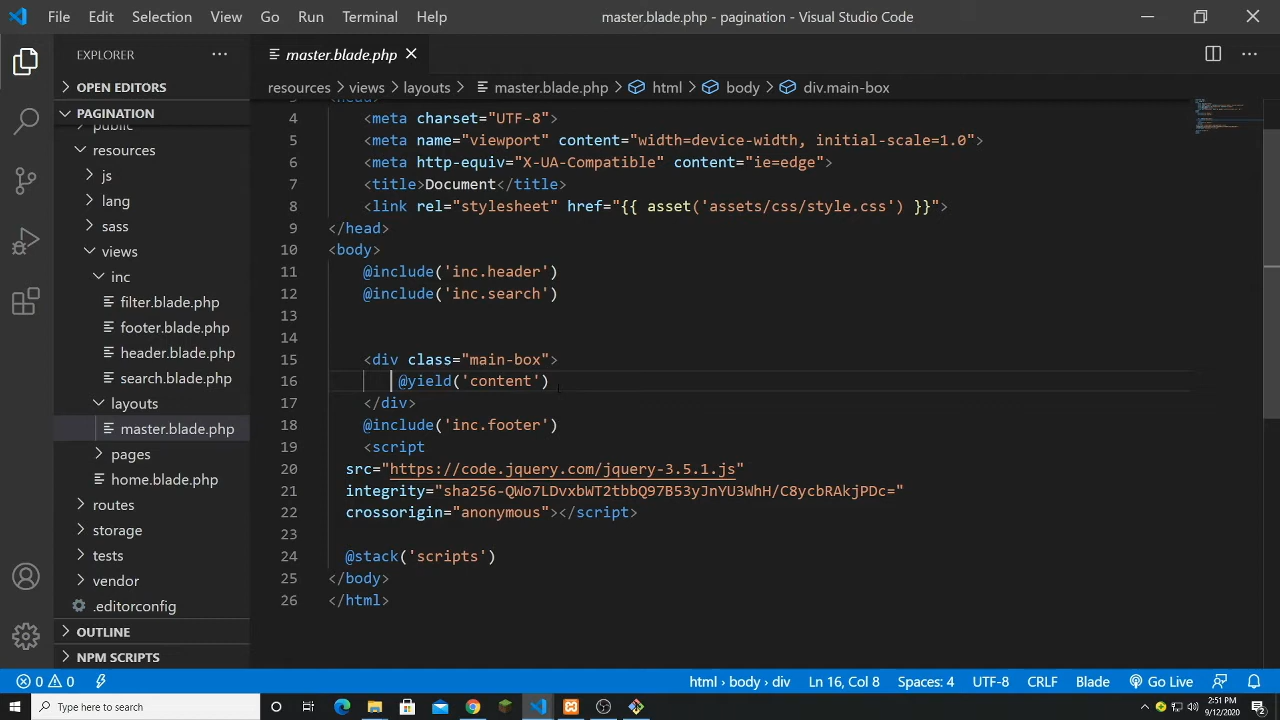 File Edit Selection View Go Run Terminal Help master.blade.php - pagination - Visual Studio Code
EXPLORER
OPEN EDITORS
PAGINATION
public
resources
js
lang
sass
views
inc
filter.blade.php
footer.blade.php
header.blade.php
search.blade.php
layouts
master.blade.php
pages
home.blade.php
routes
storage
tests
vendor
.editorconfig
OUTLINE
NPM SCRIPTS
master.blade.php
resources > views > layouts > master.blade.php > html > body > div.main-box
3 <head>
4 <meta charset="UTF-8">
5 <meta name="viewport" content="width=device-width, initial-scale=1.0">
6 <meta http-equiv="X-UA-Compatible" content="ie=edge">
7 <title>Document</title>
8 <link rel="stylesheet" href="{{ asset('assets/css/style.css') }}">
9 </head>
10 <body>
11 @include('inc.header')
12 @include('inc.search')
13
14
15 <div class="main-box">
16 @yield('content')
17 </div>
18 @include('inc.footer')
19 <script
20 src="https://code.jquery.com/jquery-3.5.1.js"
21 integrity="sha256-QWo7LDvxbWT2tbbQ97B53yJnYU3WhH/C8ycbRAkjPDc="
22 crossorigin="anonymous"></script>
23
24 @stack('scripts')
25 </body>
26 </html>
0 0 html › body › div Ln 16, Col 8 Spaces: 4 UTF-8 CRLF Blade Go Live
Type here to search
2:51 PM
9/12/2020
2